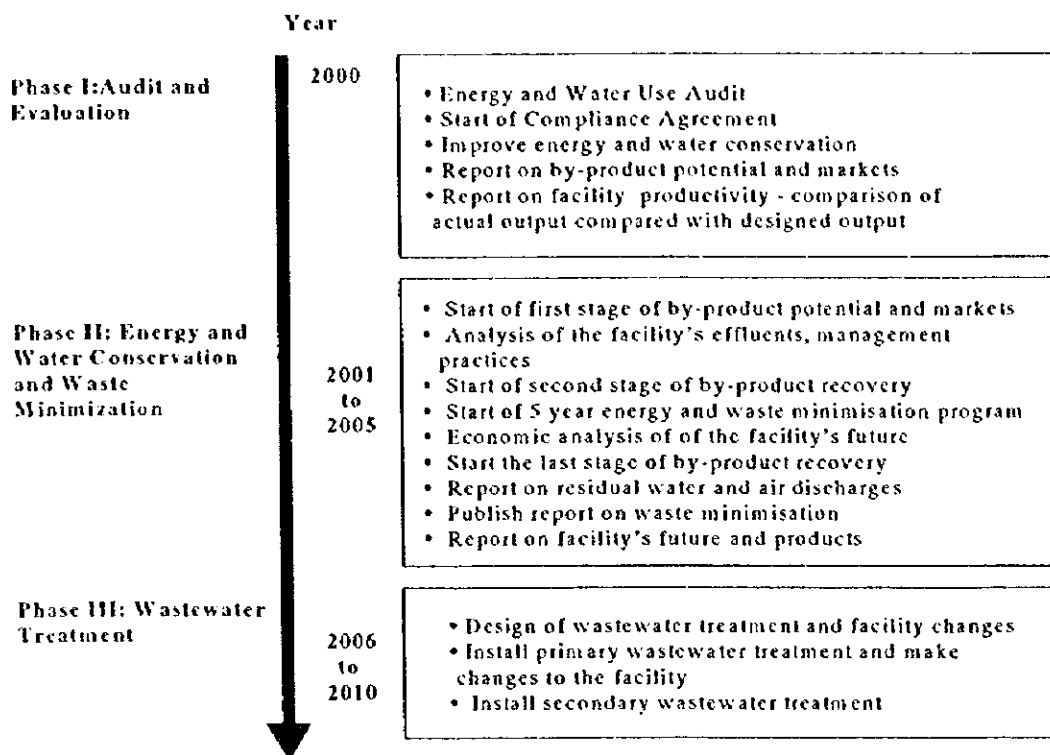 Year
Phase I:Audit and
Evaluation
2000
• Energy and Water Use Audit
• Start of Compliance Agreement
• Improve energy and water conservation
• Report on by-product potential and markets
• Report on facility productivity - comparison of
actual output compared with designed output
Phase II: Energy and
Water Conservation
and Waste
Minimization
2001
to
2005
• Start of first stage of by-product potential and markets
• Analysis of the facility's effluents, management
practices
• Start of second stage of by-product recovery
• Start of 5 year energy and waste minimisation program
• Economic analysis of of the facility's future
• Start the last stage of by-product recovery
• Report on residual water and air discharges
• Publish report on waste minimisation
• Report on facility's future and products
Phase III: Wastewater
Treatment
2006
to
2010
• Design of wastewater treatment and facility changes
• Install primary wastewater treatment and make
changes to the facility
• Install secondary wastewater treatment